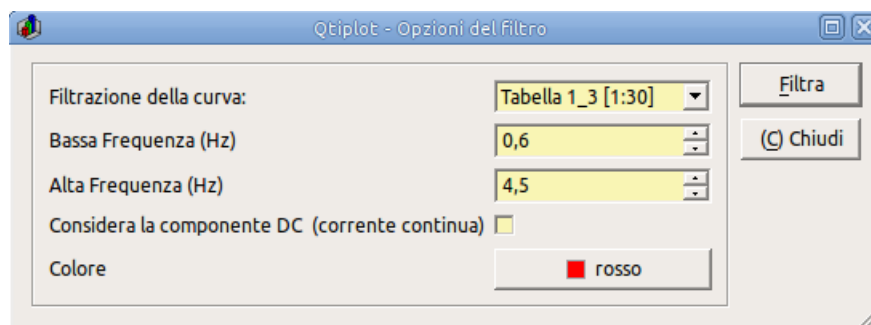 Qtiplot - Opzioni del filtro
Filtrazione della curva: Tabella 1_3 [1:30] Filtra
Bassa Frequenza (Hz) 0,6 (C) Chiudi
Alta Frequenza (Hz) 4,5
Considera la componente DC (corrente continua)
Colore rosso